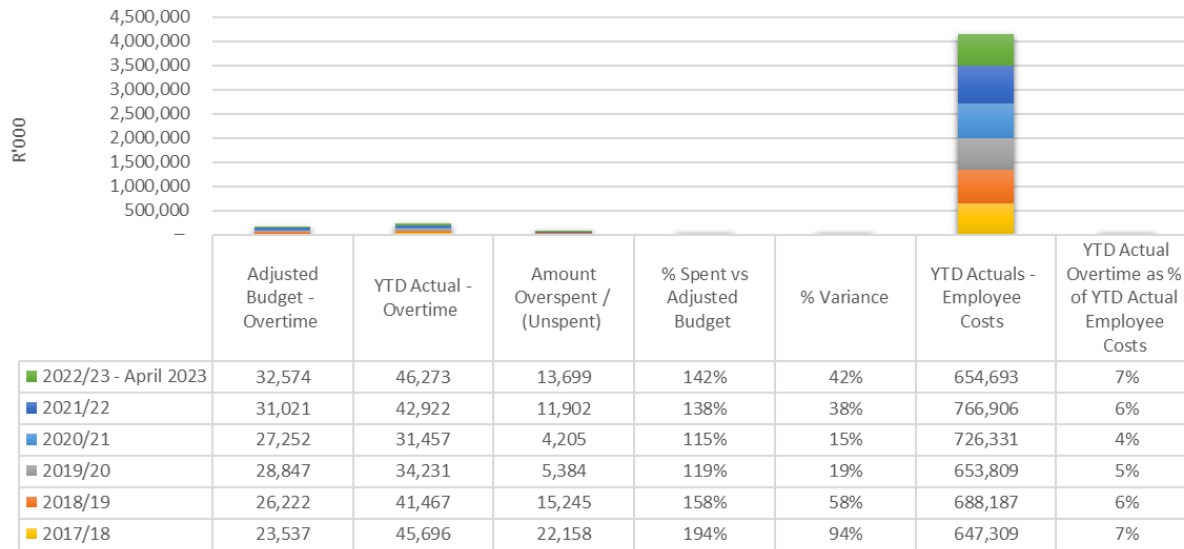 4,500,000
4,000,000
3,500,000
3,000,000
2,500,000
2,000,000
1,500,000
1,000,000
500,000
–
R'000
Adjusted Budget - Overtime YTD Actual - Overtime Amount Overspent / (Unspent) % Spent vs Adjusted Budget % Variance YTD Actuals - Employee Costs YTD Actual Overtime as % of YTD Actual Employee Costs
2022/23 - April 2023 32,574 46,273 13,699 142% 42% 654,693 7%
2021/22 31,021 42,922 11,902 138% 38% 766,906 6%
2020/21 27,252 31,457 4,205 115% 15% 726,331 4%
2019/20 28,847 34,231 5,384 119% 19% 653,809 5%
2018/19 26,222 41,467 15,245 158% 58% 688,187 6%
2017/18 23,537 45,696 22,158 194% 94% 647,309 7%